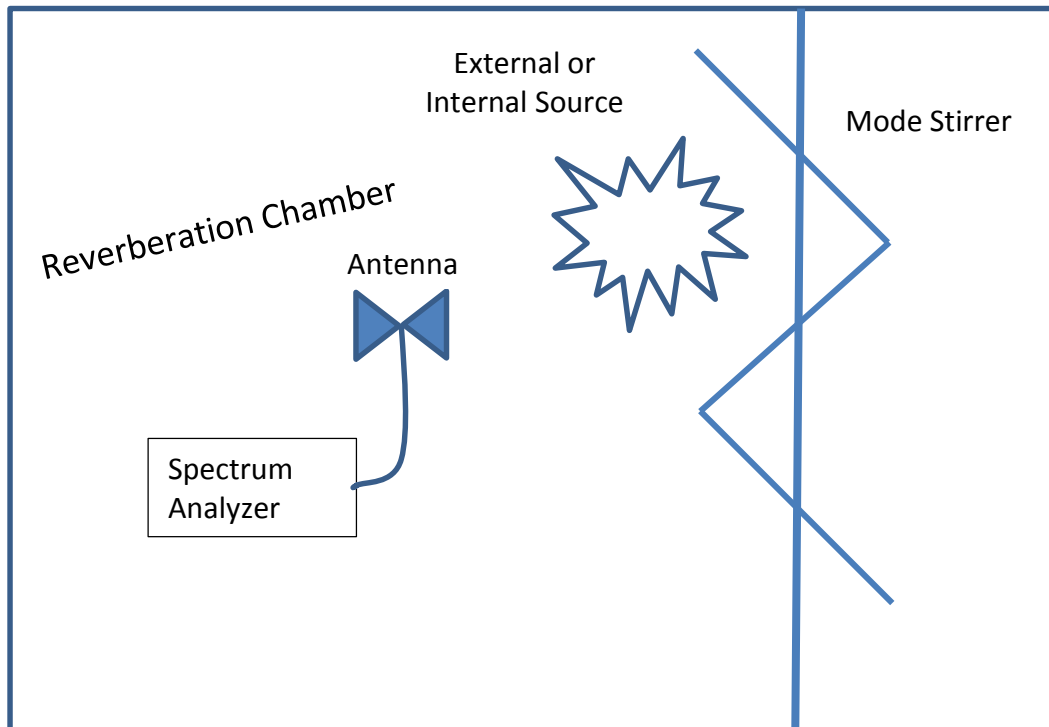 External or
Internal Source
Mode Stirrer
Reverberation Chamber
Antenna
Spectrum
Analyzer